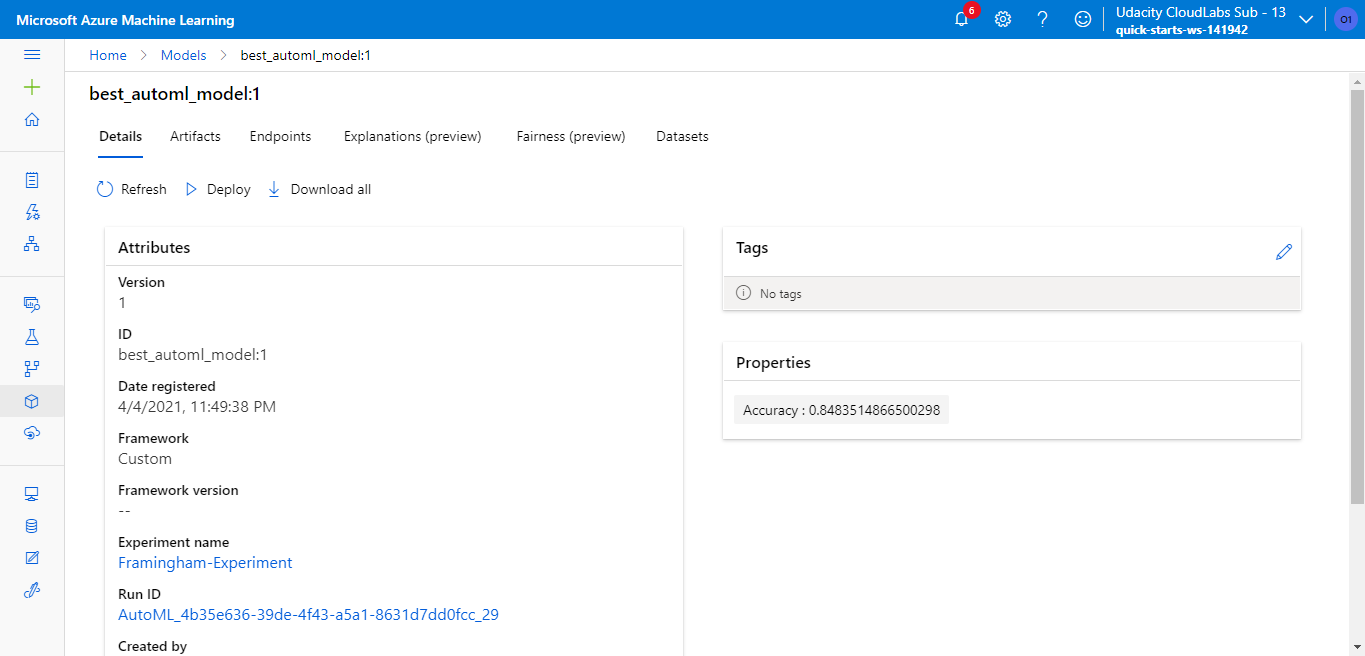 Microsoft Azure Machine Learning
6
Udacity CloudLabs Sub - 13
quick-starts-ws-141942
O1
Home > Models > best_automl_model:1
best_automl_model:1
Details Artifacts Endpoints Explanations (preview) Fairness (preview) Datasets
Refresh Deploy Download all
Attributes
Version
1
ID
best_automl_model:1
Date registered
4/4/2021, 11:49:38 PM
Framework
Custom
Framework version
--
Experiment name
Framingham-Experiment
Run ID
AutoML_4b35e636-39de-4f43-a5a1-8631d7dd0fcc_29
Created by
Tags
No tags
Properties
Accuracy : 0.8483514866500298